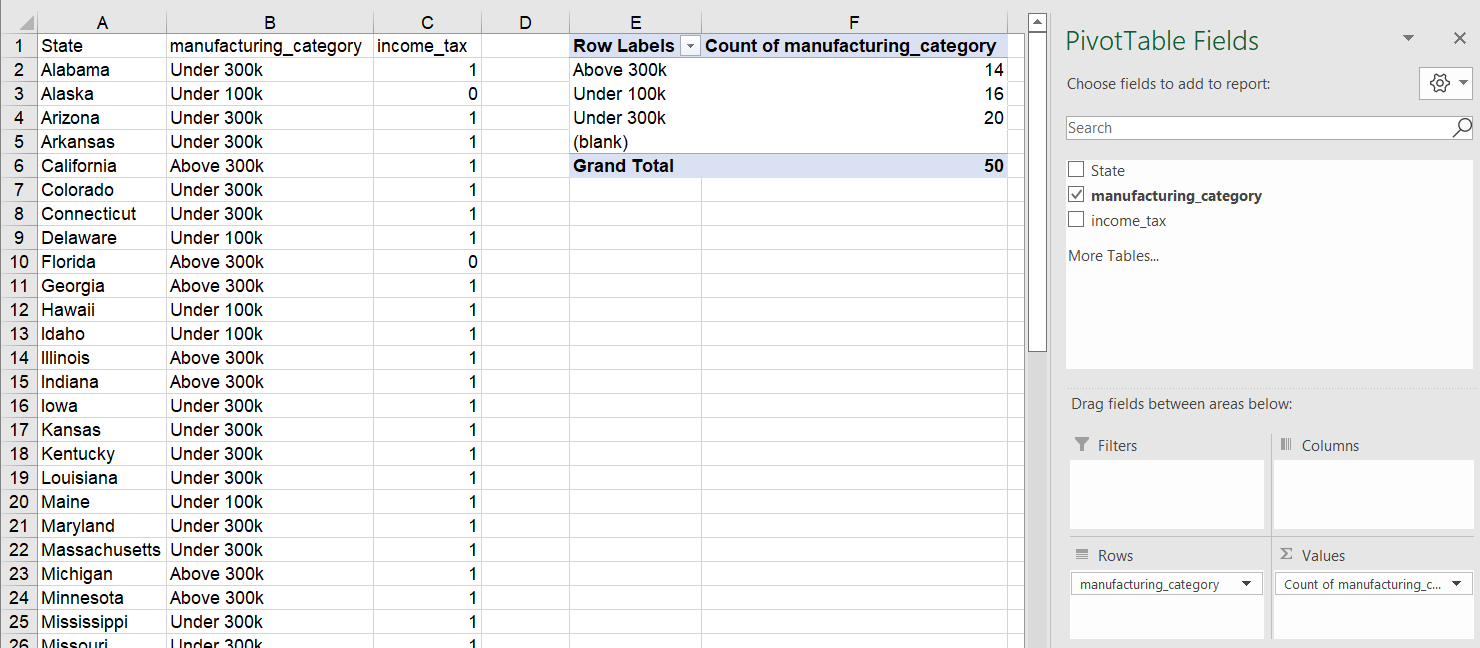 A B C D E F
1 State manufacturing_category income_tax Row Labels Count of manufacturing_category
2 Alabama Under 300k 1 Above 300k 14
3 Alaska Under 100k 0 Under 100k 16
4 Arizona Under 300k 1 Under 300k 20
5 Arkansas Under 300k 1 (blank)
6 California Above 300k 1 Grand Total 50
7 Colorado Under 300k 1
8 Connecticut Under 300k 1
9 Delaware Under 100k 1
10 Florida Above 300k 0
11 Georgia Above 300k 1
12 Hawaii Under 100k 1
13 Idaho Under 100k 1
14 Illinois Above 300k 1
15 Indiana Above 300k 1
16 Iowa Under 300k 1
17 Kansas Under 300k 1
18 Kentucky Under 300k 1
19 Louisiana Under 300k 1
20 Maine Under 100k 1
21 Maryland Under 300k 1
22 Massachusetts Under 300k 1
23 Michigan Above 300k 1
24 Minnesota Above 300k 1
25 Mississippi Under 300k 1
26 Missouri Under 300k 1
PivotTable Fields
Choose fields to add to report:
Search
State
manufacturing_category
income_tax
More Tables...
Drag fields between areas below:
Filters
Columns
Rows
Σ Values
manufacturing_category
Count of manufacturing_c...